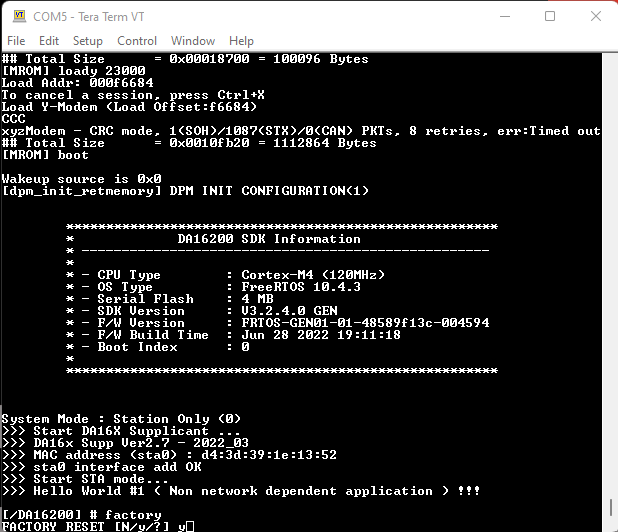 COM5 - Tera Term VT
File Edit Setup Control Window Help
## Total Size      = 0x00018700 = 100096 Bytes
[MROM] loady 23000
Load Addr: 000f6684
To cancel a session, press Ctrl+X
Load Y-Modem (Load Offset:f6684)
CCC
xyzModem - CRC mode, 1(SOH)/1087(STX)/0(CAN) PKTs, 8 retries, err:Timed out
## Total Size      = 0x0010fb20 = 1112864 Bytes
[MROM] boot
Wakeup source is 0x0
[dpm_init_retmemory] DPM INIT CONFIGURATION(1)
******************************************************
*             DA16200 SDK Information
* ---------------------------------------------------
*
* - CPU Type        : Cortex-M4 (120MHz)
* - OS Type         : FreeRTOS 10.4.3
* - Serial Flash    : 4 MB
* - SDK Version     : V3.2.4.0 GEN
* - F/W Version     : FRTOS-GEN01-01-48589f13c-004594
* - F/W Build Time  : Jun 28 2022 19:11:18
* - Boot Index      : 0
*
******************************************************
System Mode : Station Only (0)
>>> Start DA16X Supplicant ...
>>> DA16x Supp Ver2.7 - 2022_03
>>> MAC address (sta0) : d4:3d:39:1e:13:52
>>> sta0 interface add OK
>>> Start STA mode...
>>> Hello World #1 ( Non network dependent application ) !!!
[/DA16200] # factory
FACTORY RESET [N/y/?] y